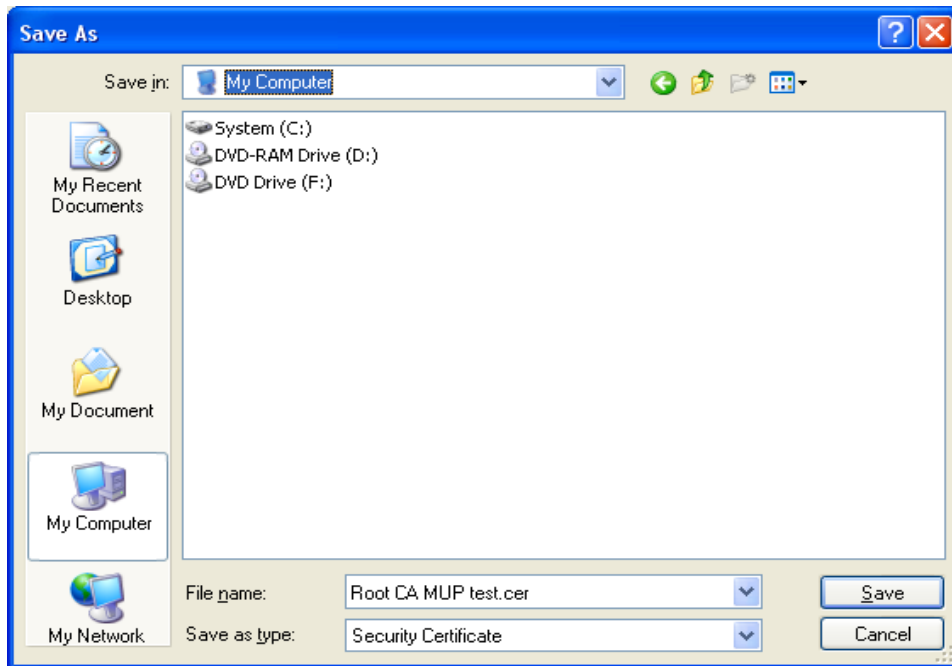 Save As
Save in:
My Computer
System (C:)
DVD-RAM Drive (D:)
DVD Drive (F:)
My Recent
Documents
Desktop
My Document
My Computer
My Network
File name:
Root CA MUP test.cer
Save
Save as type:
Security Certificate
Cancel